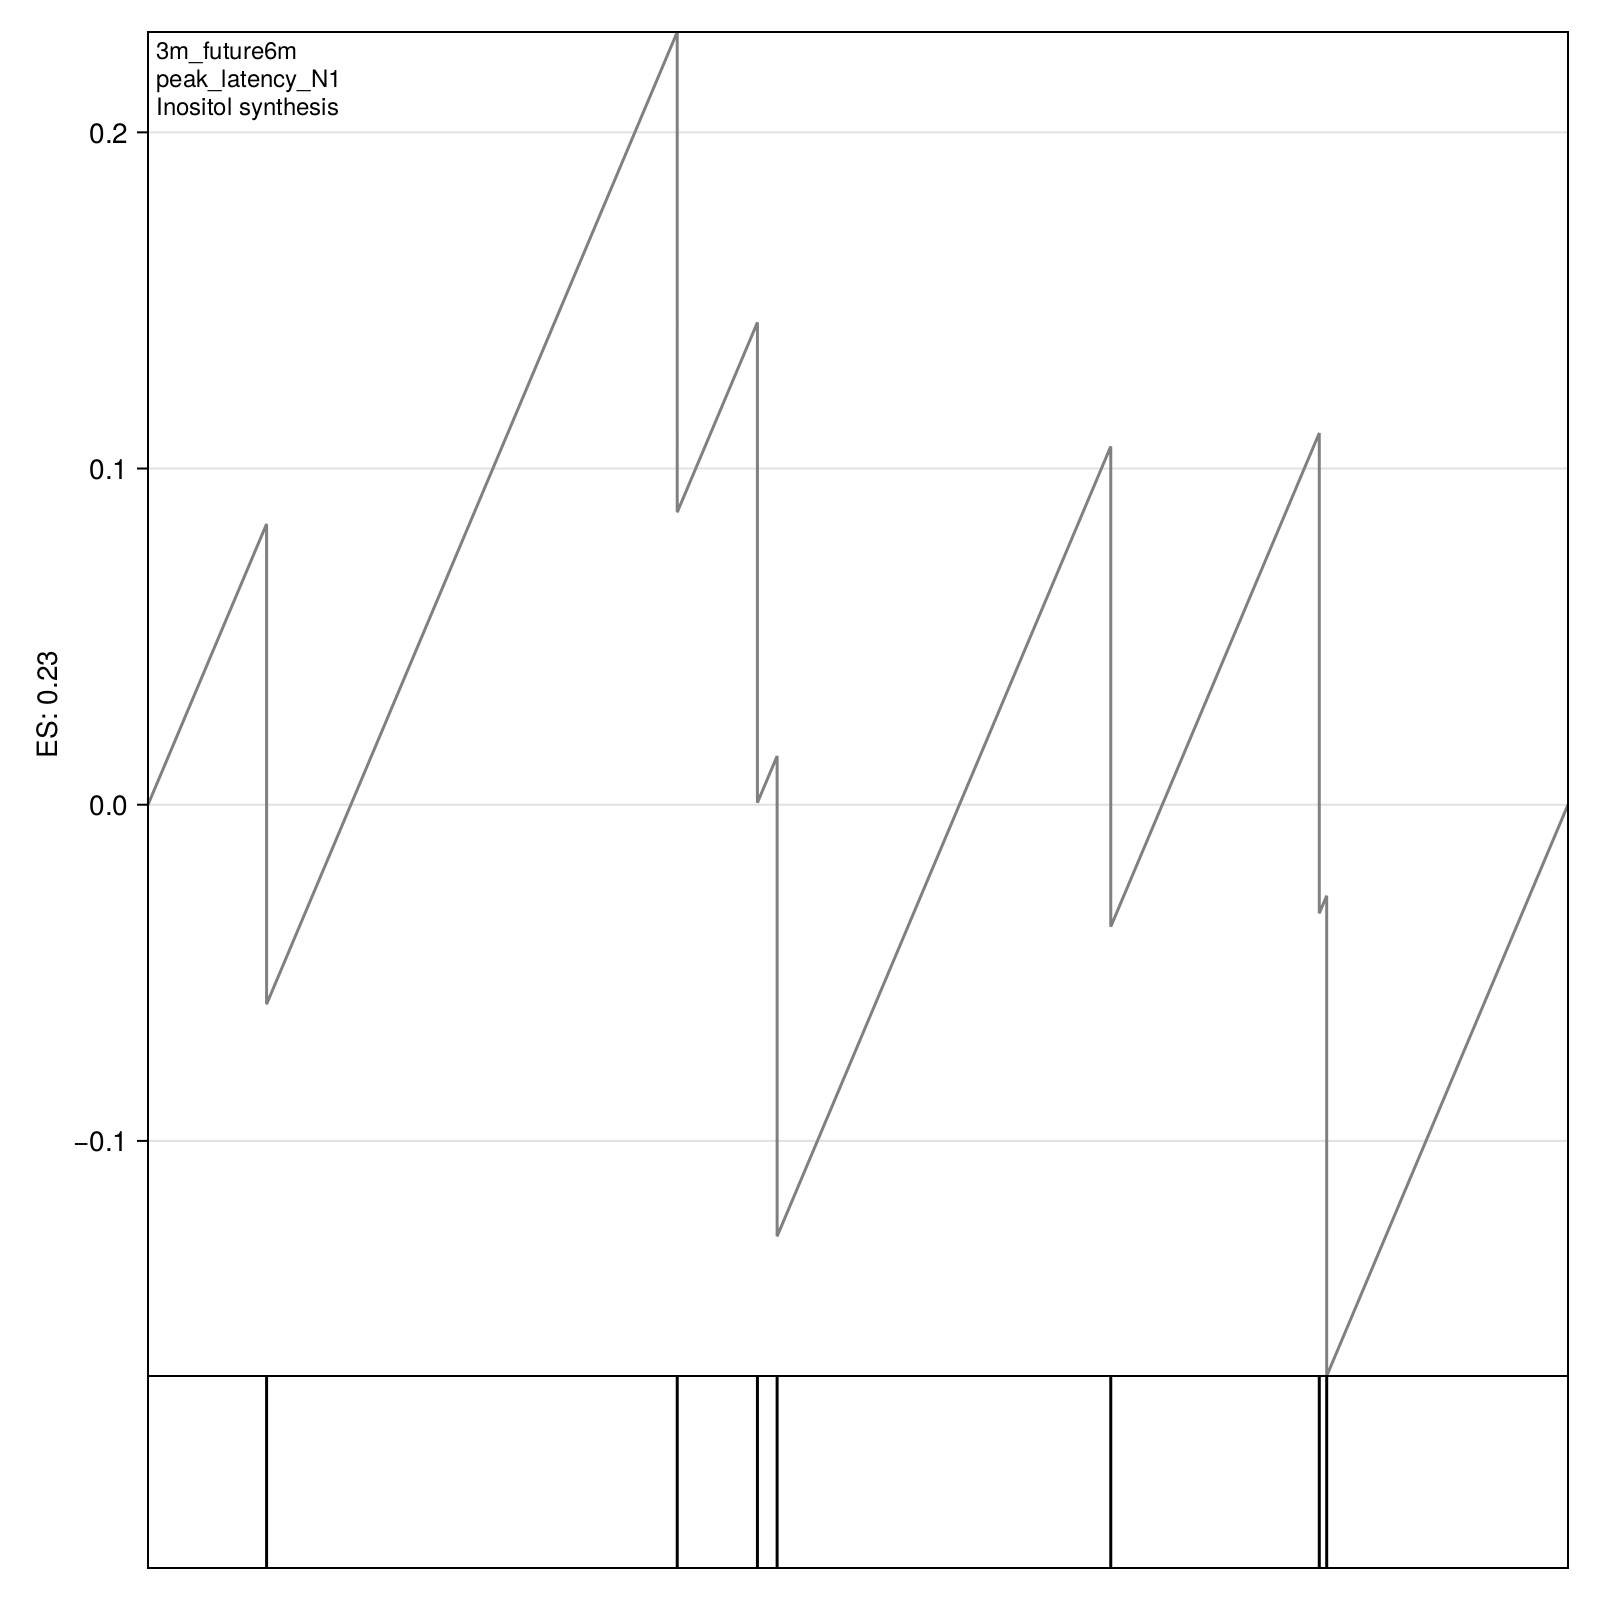 3m_future6m
peak_latency_N1
Inositol synthesis
0.2
0.1
0.0
−0.1
ES: 0.23